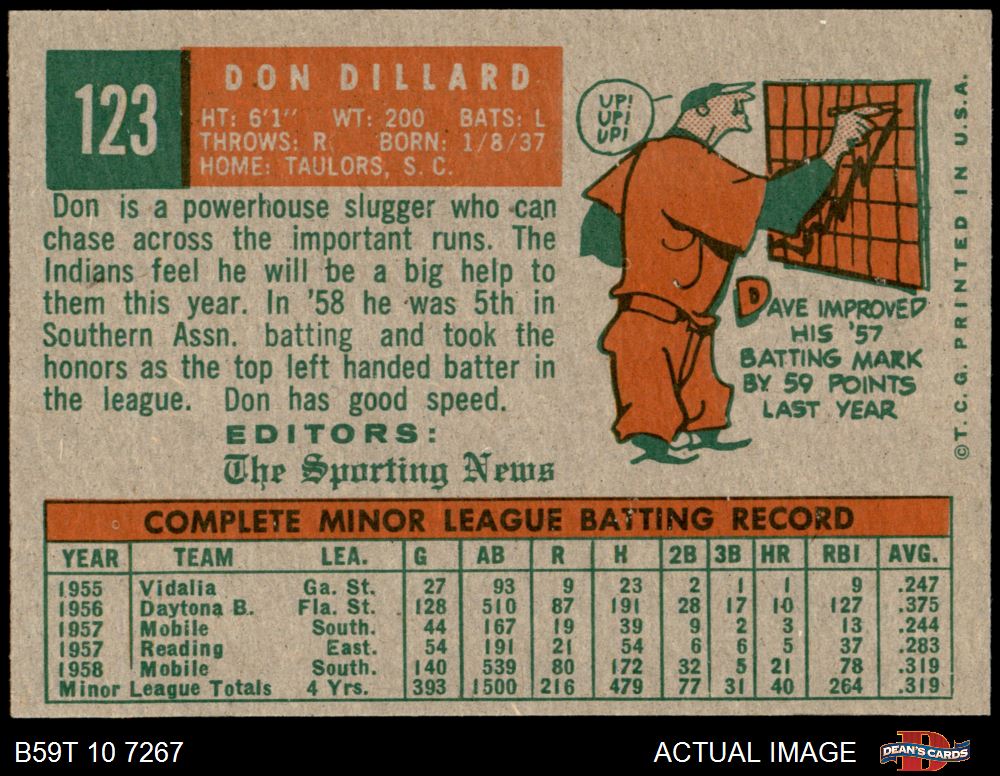 123
DON DILLARD
HT: 6'1" WT: 200 BATS: L
THROWS: R. BORN: 1/8/37
HOME: TAULORS, S. C.
Don is a powerhouse slugger who can
chase across the important runs. The
Indians feel he will be a big help to
them this year. In '58 he was 5th in
Southern Assn. batting and took the
honors as the top left handed batter in
the league. Don has good speed.
EDITORS:
The Sporting News
UP!
UP!
UP!
DAVE IMPROVED
HIS '57
BATTING MARK
BY 59 POINTS
LAST YEAR
©T. C. G. PRINTED IN U.S.A.
COMPLETE MINOR LEAGUE BATTING RECORD
YEAR TEAM LEA. G AB R H 2B 3B HR RBI AVG.
1955 Vidalia Ga. St. 27 93 9 23 2 1 1 9 .247
1956 Daytona B. Fla. St. 128 510 87 191 28 17 10 127 .375
1957 Mobile South. 44 167 19 39 9 2 3 13 .244
1957 Reading East. 54 191 21 54 6 6 5 37 .283
1958 Mobile South. 140 539 80 172 32 5 21 78 .319
Minor League Totals 4 Yrs. 393 1500 216 479 77 31 40 264 .319
B59T 10 7267
ACTUAL IMAGE
DEAN'S CARDS